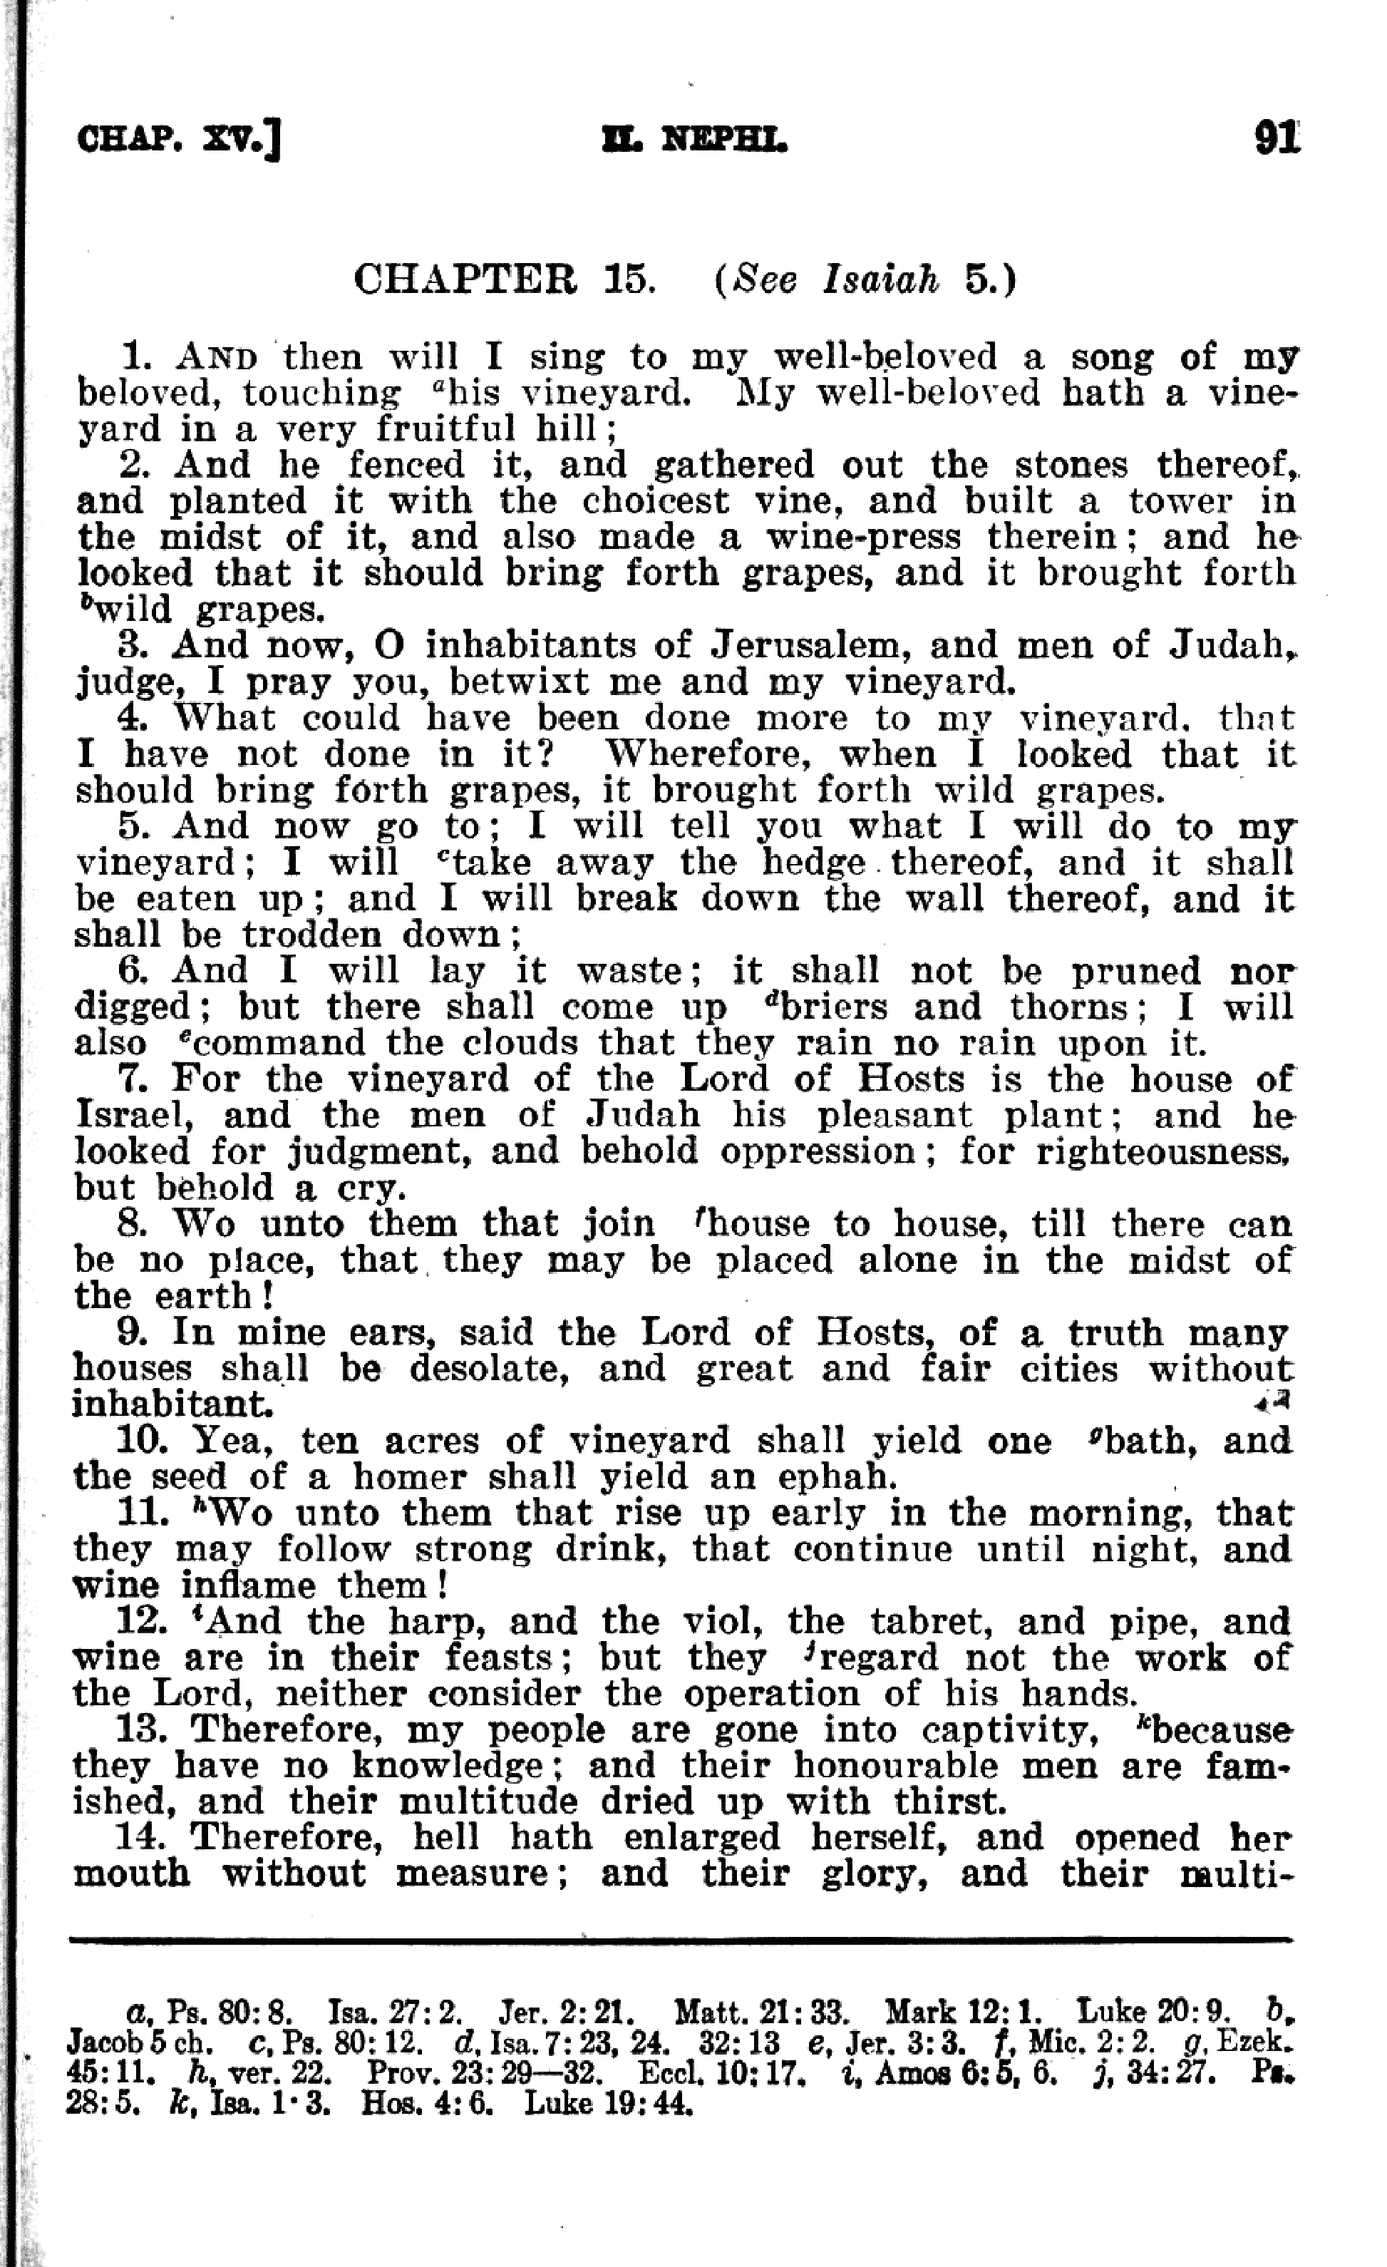 CHAP. XV.] II. NEPHI. 91
CHAPTER 15. (See Isaiah 5.)
1. AND then will I sing to my well-beloved a song of my
beloved, touching ᵃhis vineyard. My well-beloved hath a vine-
yard in a very fruitful hill;
2. And he fenced it, and gathered out the stones thereof,
and planted it with the choicest vine, and built a tower in
the midst of it, and also made a wine-press therein; and he
looked that it should bring forth grapes, and it brought forth
ᵇwild grapes.
3. And now, O inhabitants of Jerusalem, and men of Judah,
judge, I pray you, betwixt me and my vineyard.
4. What could have been done more to my vineyard. that
I have not done in it? Wherefore, when I looked that it
should bring forth grapes, it brought forth wild grapes.
5. And now go to; I will tell you what I will do to my
vineyard; I will ᶜtake away the hedge thereof, and it shall
be eaten up; and I will break down the wall thereof, and it
shall be trodden down;
6. And I will lay it waste; it shall not be pruned nor
digged; but there shall come up ᵈbriers and thorns; I will
also ᵉcommand the clouds that they rain no rain upon it.
7. For the vineyard of the Lord of Hosts is the house of
Israel, and the men of Judah his pleasant plant; and he
looked for judgment, and behold oppression; for righteousness,
but behold a cry.
8. Wo unto them that join ᶠhouse to house, till there can
be no place, that they may be placed alone in the midst of
the earth!
9. In mine ears, said the Lord of Hosts, of a truth many
houses shall be desolate, and great and fair cities without
inhabitant.
10. Yea, ten acres of vineyard shall yield one ᵍbath, and
the seed of a homer shall yield an ephah.
11. ʰWo unto them that rise up early in the morning, that
they may follow strong drink, that continue until night, and
wine inflame them!
12. ⁱAnd the harp, and the viol, the tabret, and pipe, and
wine are in their feasts; but they ʲregard not the work of
the Lord, neither consider the operation of his hands.
13. Therefore, my people are gone into captivity, ᵏbecause
they have no knowledge; and their honourable men are fam-
ished, and their multitude dried up with thirst.
14. Therefore, hell hath enlarged herself, and opened her
mouth without measure; and their glory, and their multi-
a, Ps. 80:8. Isa. 27:2. Jer. 2:21. Matt. 21:33. Mark 12:1. Luke 20:9. b,
Jacob 5 ch. c, Ps. 80:12. d, Isa. 7:23, 24. 32:13 e, Jer. 3:3. f, Mic. 2:2. g, Ezek.
45:11. h, ver. 22. Prov. 23:29—32. Eccl. 10:17. i, Amos 6:5, 6. j, 34:27. Ps.
28:5. k, Isa. 1·3. Hos. 4:6. Luke 19:44.